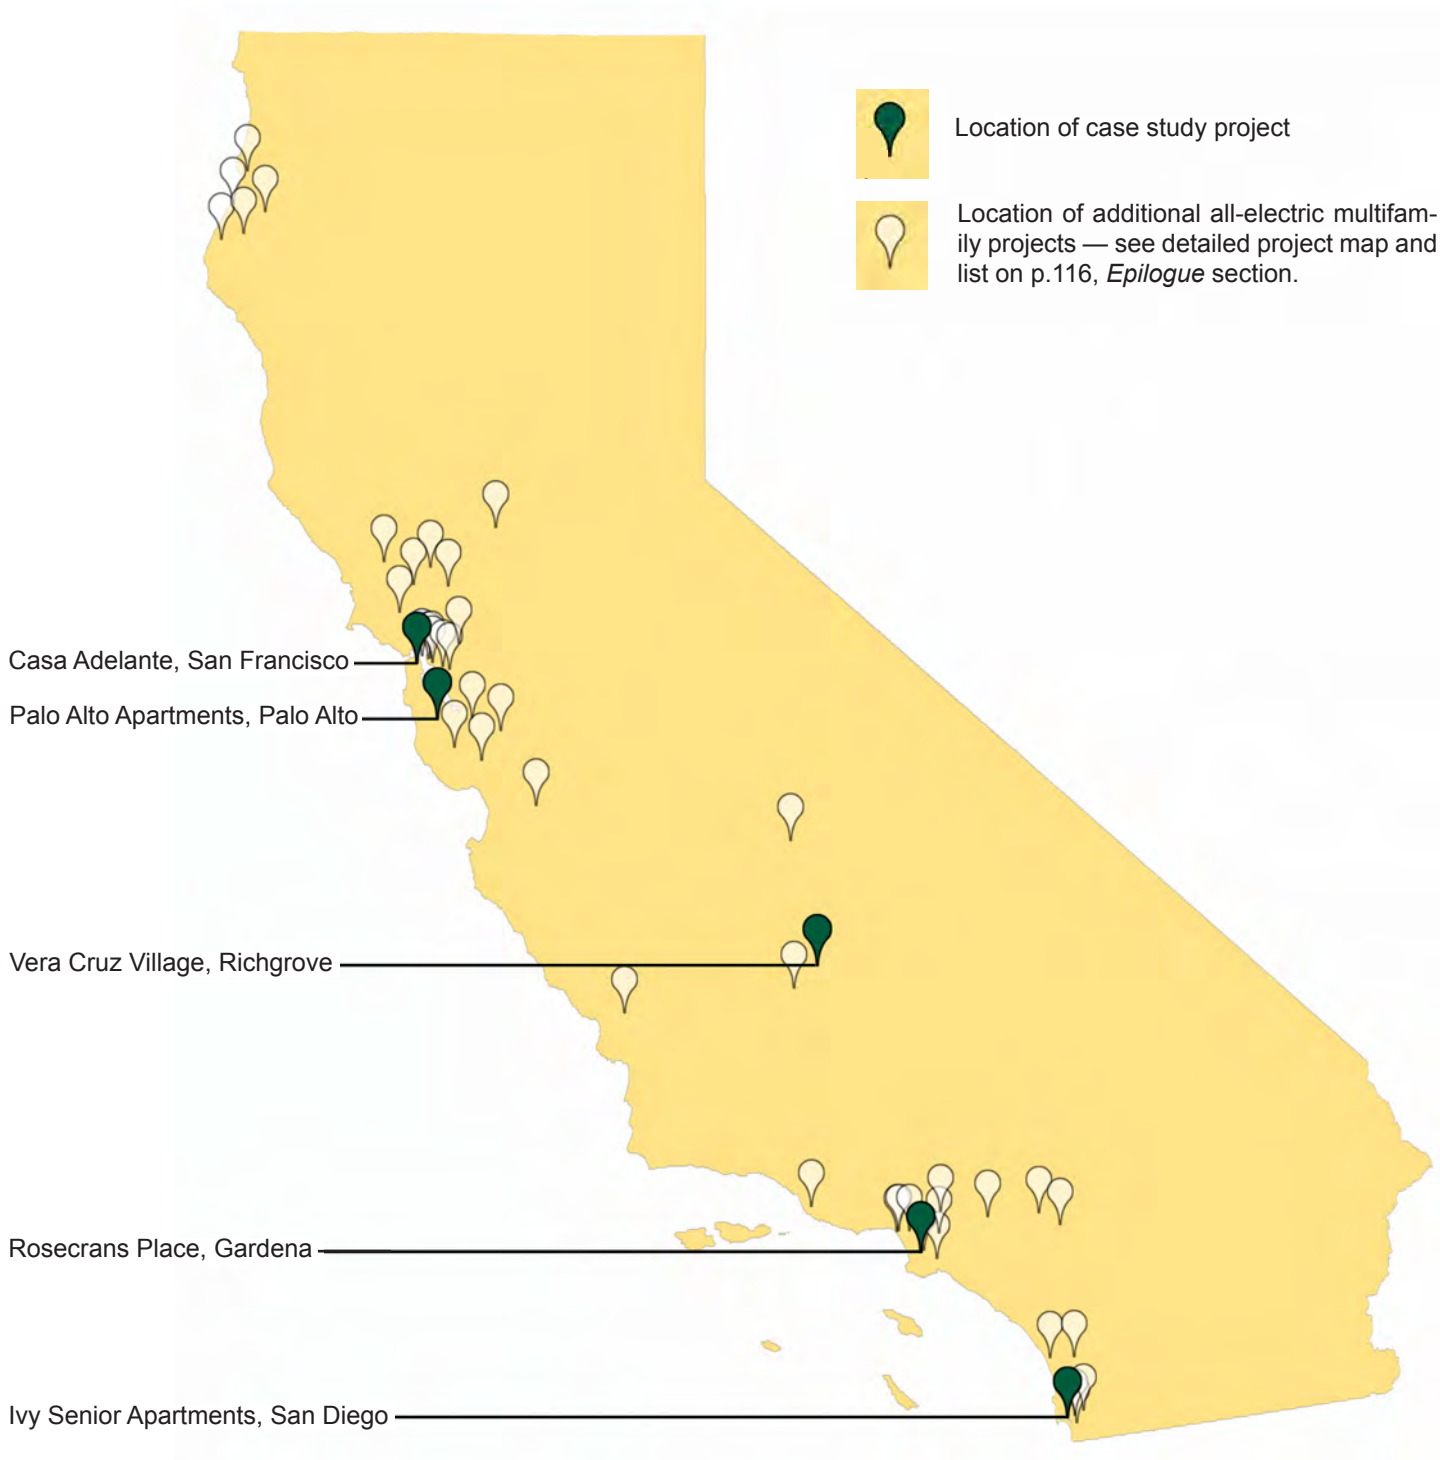 Location of case study project
Location of additional all-electric multifam-
ily projects — see detailed project map and
list on p.116, Epilogue section.
Casa Adelante, San Francisco
Palo Alto Apartments, Palo Alto
Vera Cruz Village, Richgrove
Rosecrans Place, Gardena
Ivy Senior Apartments, San Diego